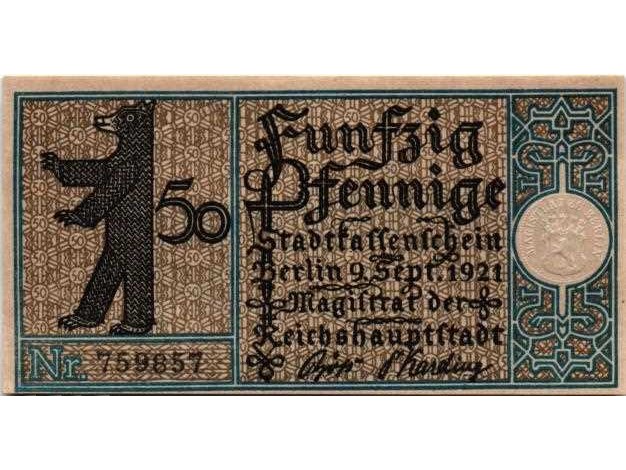 50
Funfzig
Pfennige
Stadtkassenschein
Berlin 9. Sept. 1921
Magistrat der
Reichshauptstadt
Nr. 759857